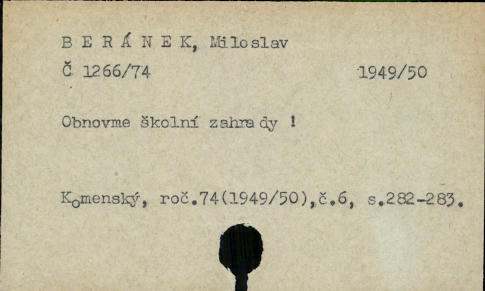 B E R Á N E K, Miloslav
Č 1266/74 1949/50
Obnovme školní zahrady !
Komenský, roč.74(1949/50),č.6, s.282-283.